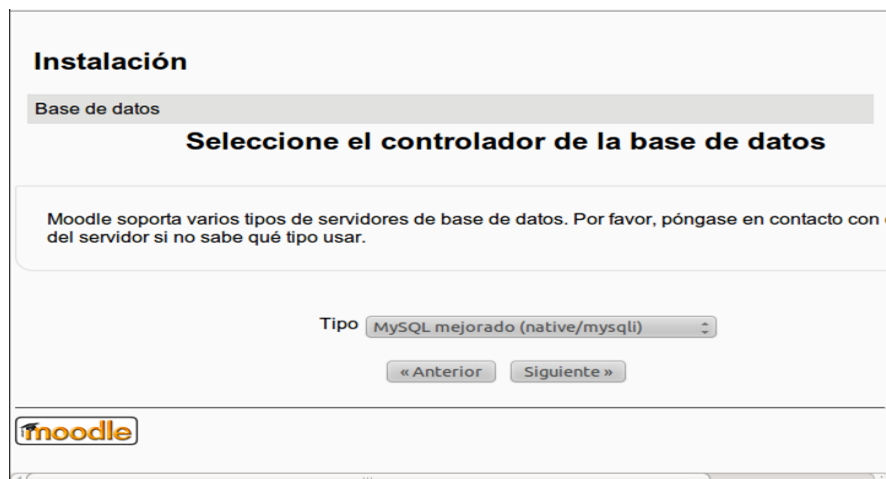 Instalación
Base de datos
Seleccione el controlador de la base de datos
Moodle soporta varios tipos de servidores de base de datos. Por favor, póngase en contacto con
del servidor si no sabe qué tipo usar.
Tipo MySQL mejorado (native/mysqli)
« Anterior Siguiente »
moodle